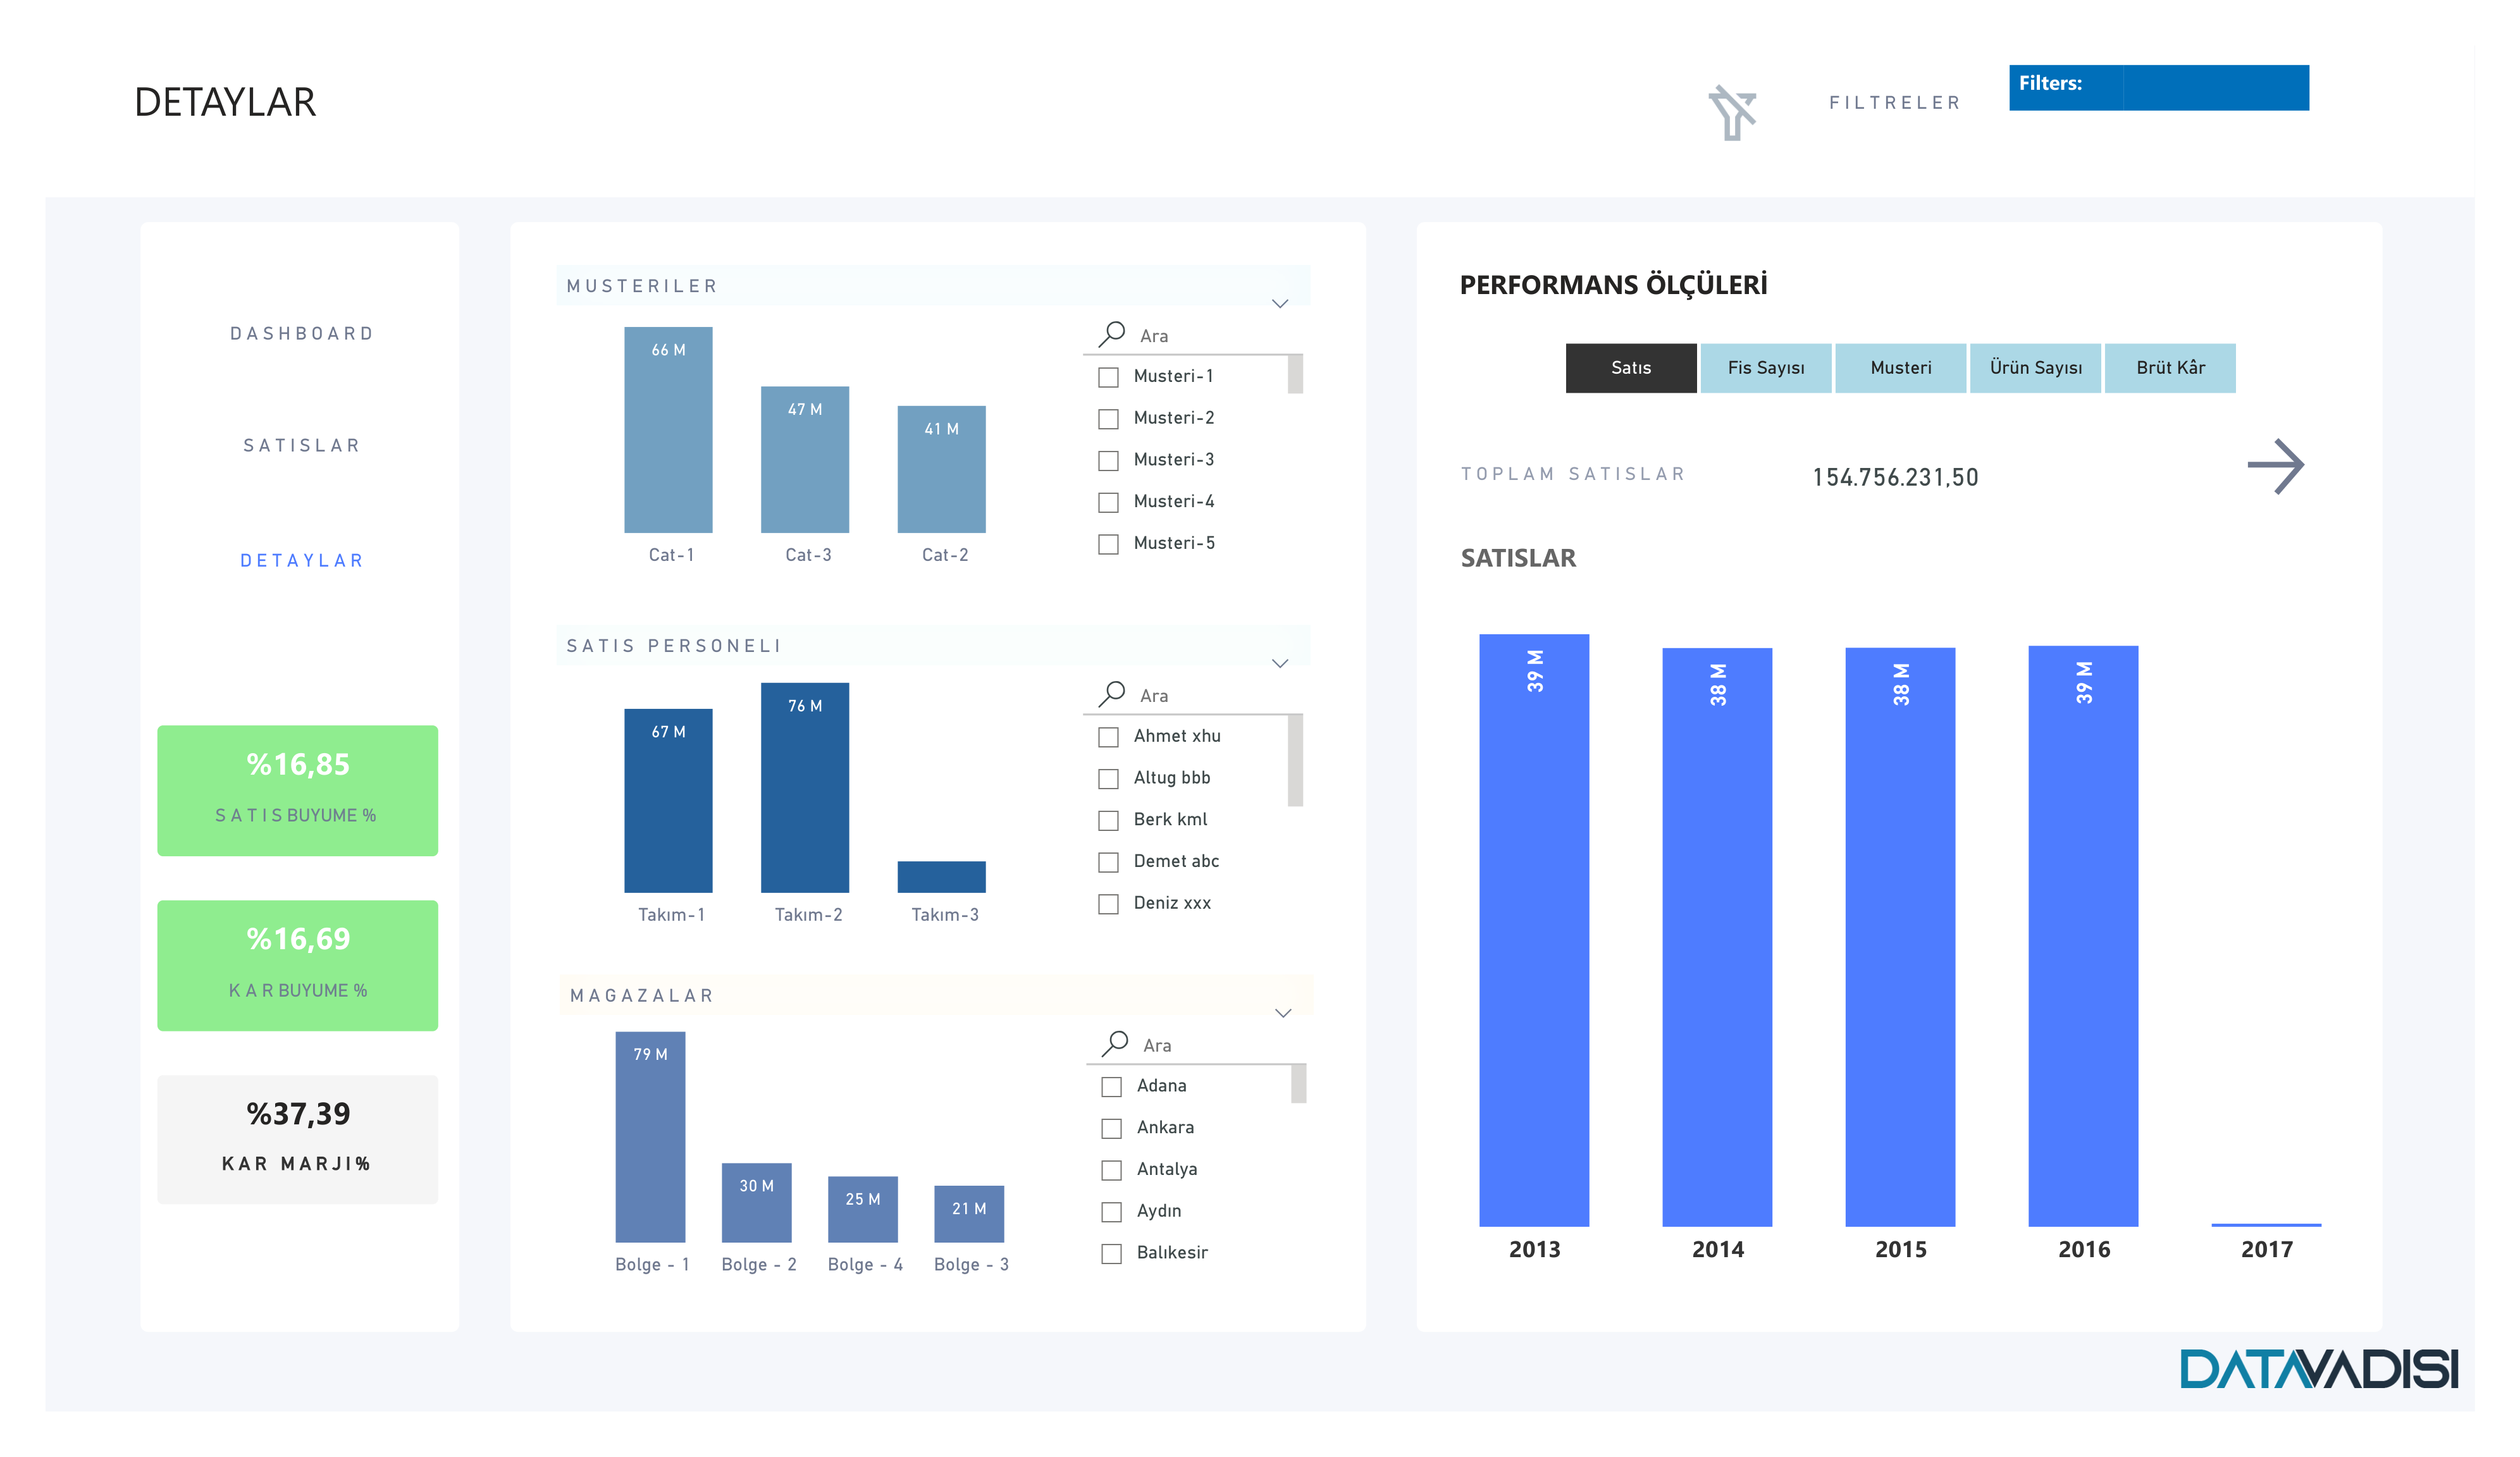 DETAYLAR
FILTRELER
Filters:
DASHBOARD
SATISLAR
DETAYLAR
%16,85
SATISBUYUME %
%16,69
KARBUYUME %
%37,39
KAR MARJI%
MUSTERILER
66 M
47 M
41 M
Cat-1 Cat-3 Cat-2
Ara
Musteri-1
Musteri-2
Musteri-3
Musteri-4
Musteri-5
SATIS PERSONELI
67 M
76 M
Takım-1 Takım-2 Takım-3
Ara
Ahmet xhu
Altug bbb
Berk kml
Demet abc
Deniz xxx
MAGAZALAR
79 M
30 M
25 M
21 M
Bolge - 1 Bolge - 2 Bolge - 4 Bolge - 3
Ara
Adana
Ankara
Antalya
Aydın
Balıkesir
PERFORMANS ÖLÇÜLERİ
Satıs Fis Sayısı Musteri Ürün Sayısı Brüt Kâr
TOPLAM SATISLAR 154.756.231,50
SATISLAR
39 M
38 M
38 M
39 M
2013 2014 2015 2016 2017
DATAVADISI